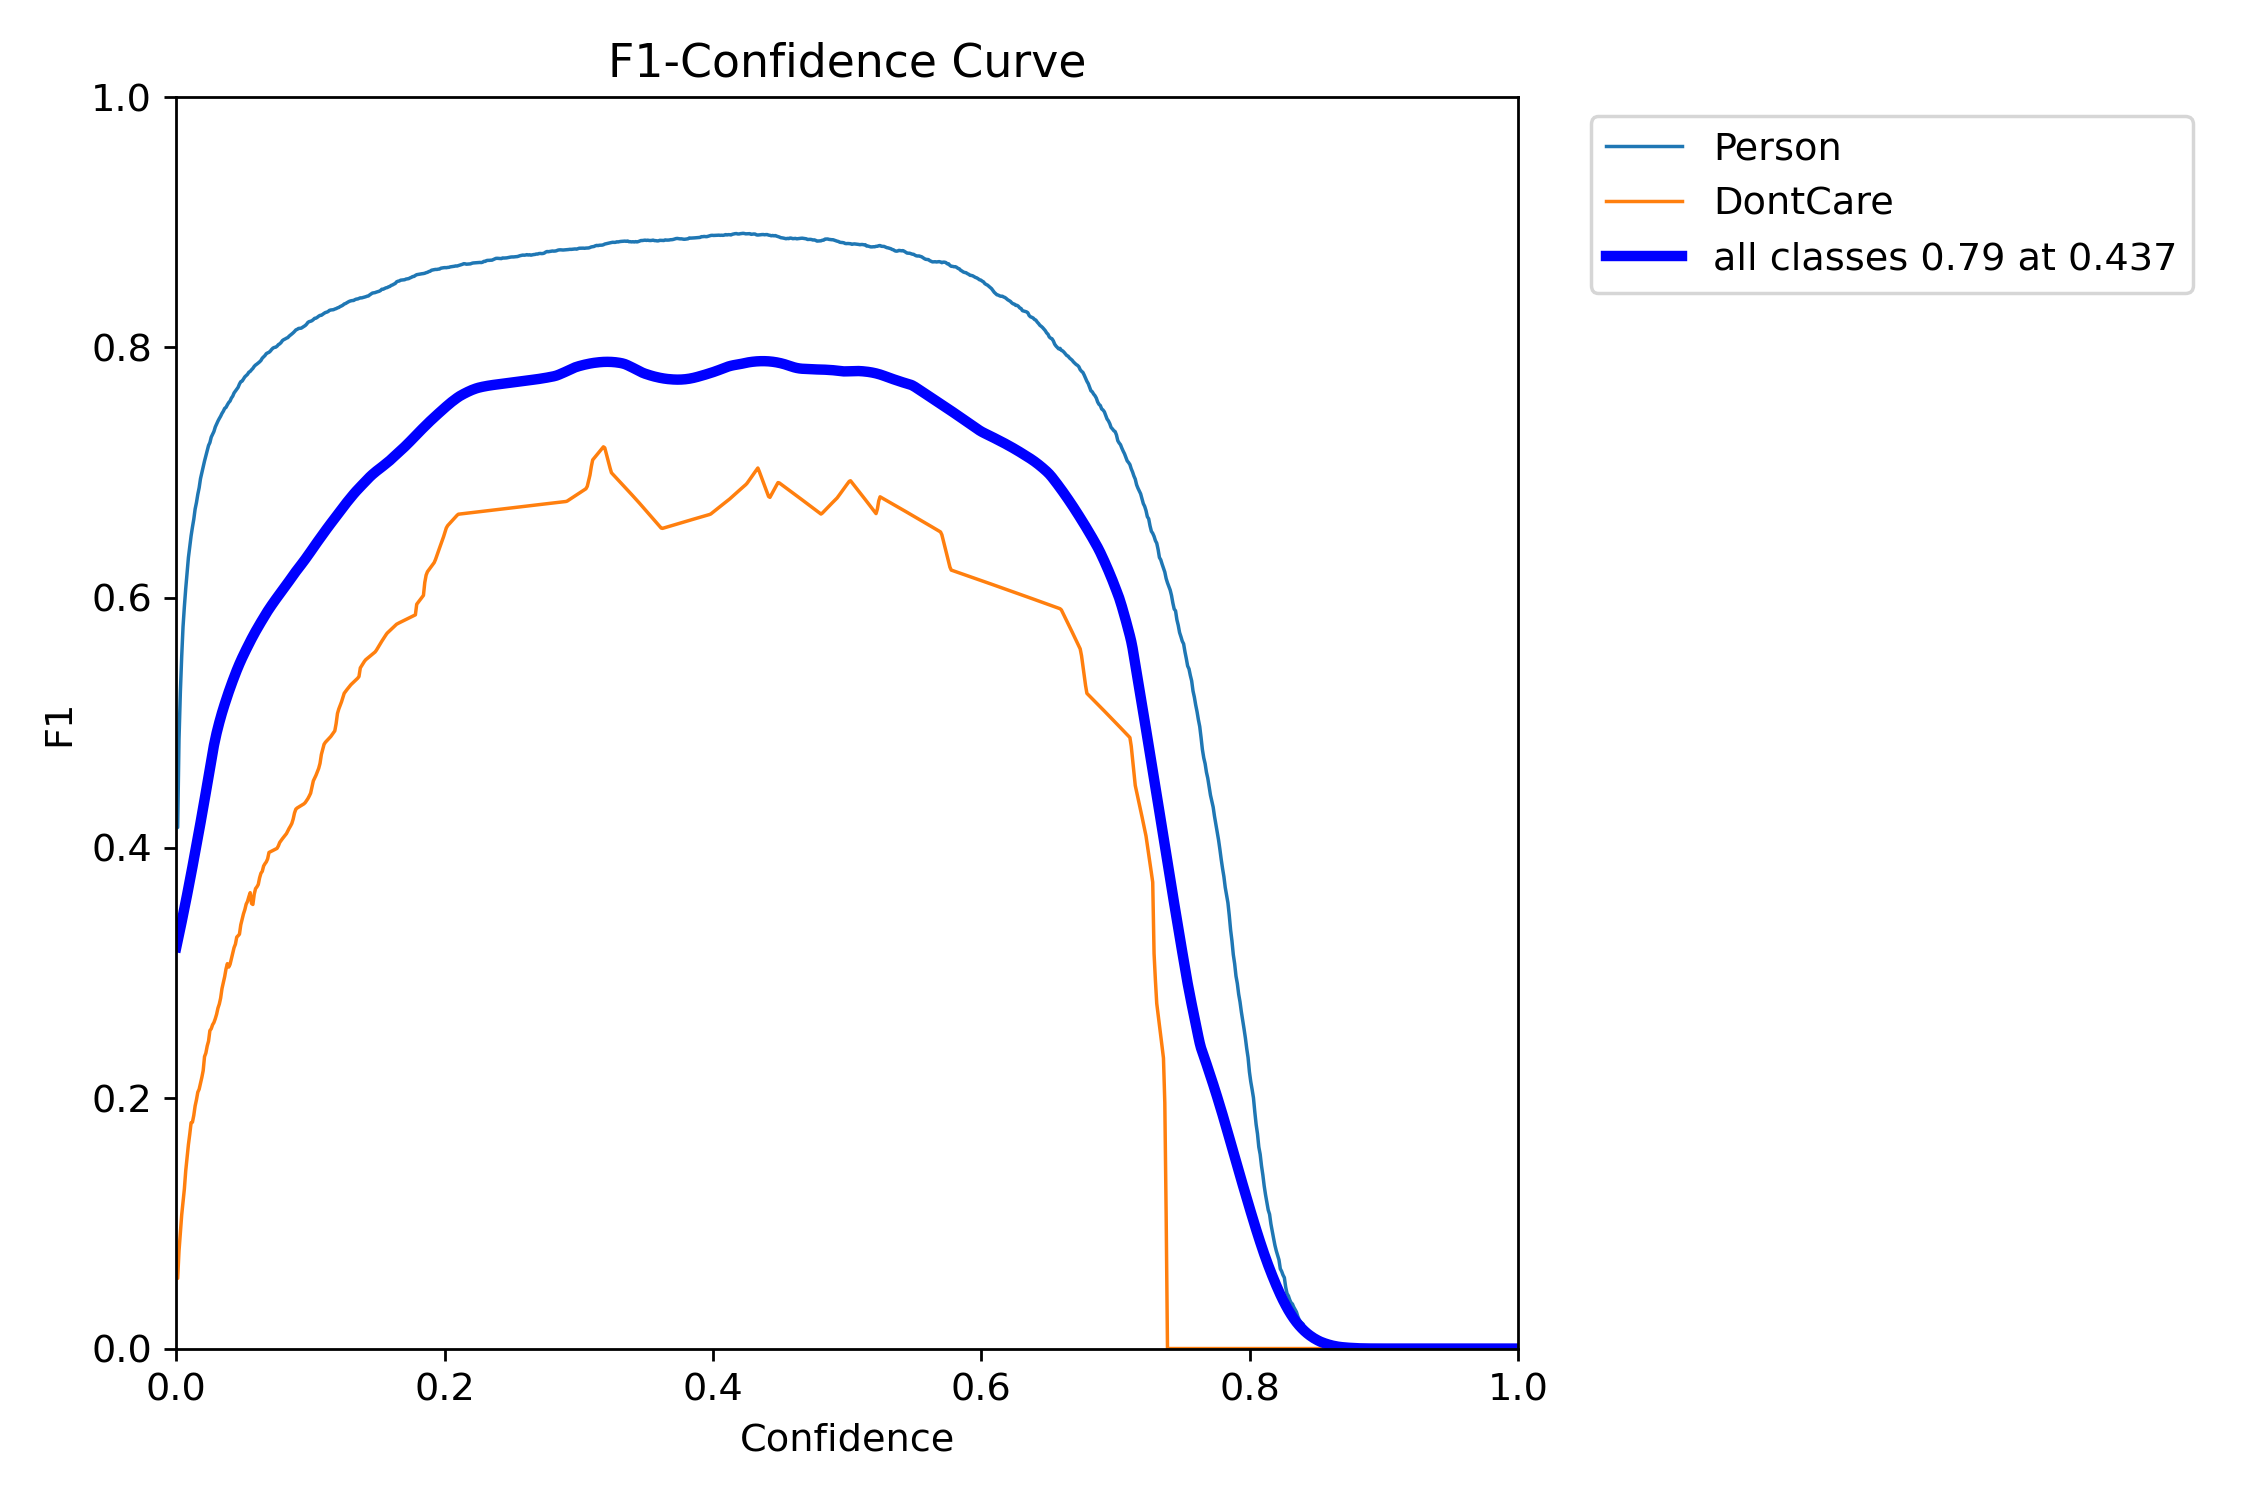 F1-Confidence Curve
1.0
0.8
0.6
0.4
0.2
0.0
F1
0.0 0.2 0.4 0.6 0.8 1.0
Confidence
Person
DontCare
all classes 0.79 at 0.437